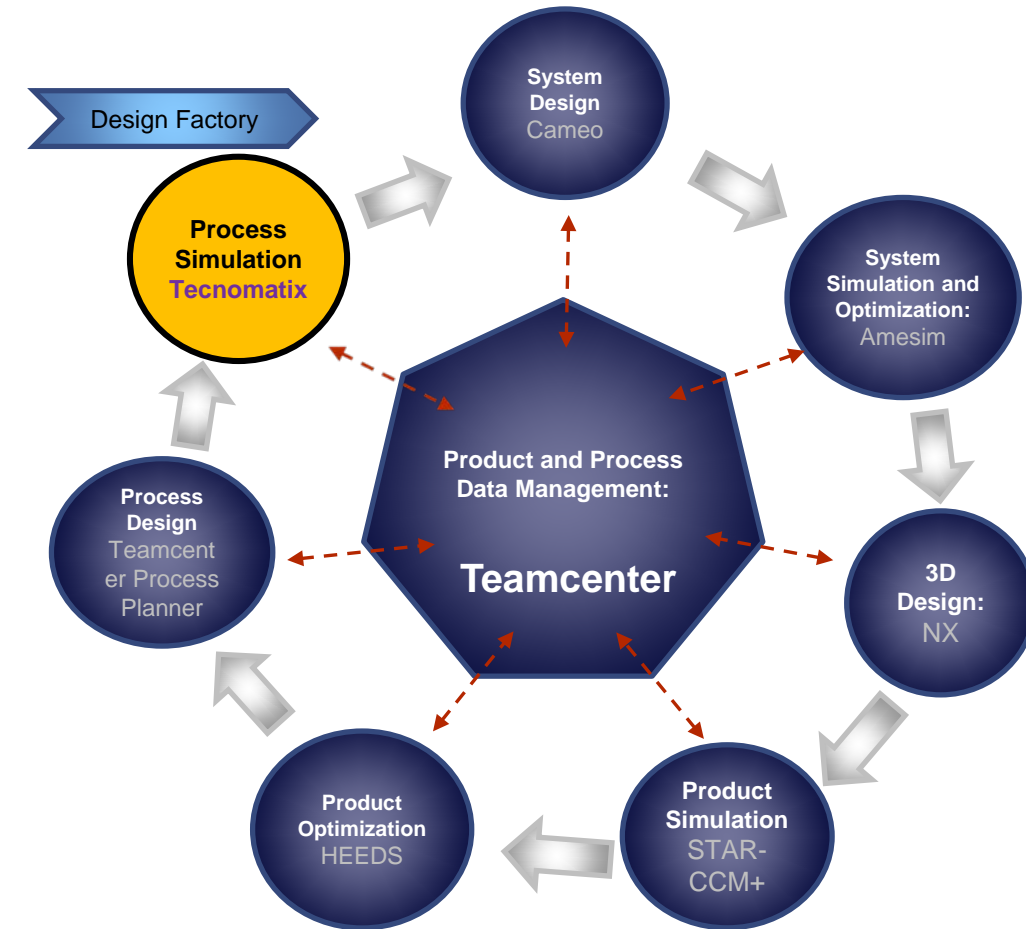 Design Factory
System
Design
Cameo
Process
Simulation
Tecnomatix
System
Simulation and
Optimization:
Amesim
Product and Process
Data Management:
Teamcenter
Process
Design
Teamcent
er Process
Planner
3D
Design:
NX
Product
Optimization
HEEDS
Product
Simulation
STAR-
CCM+